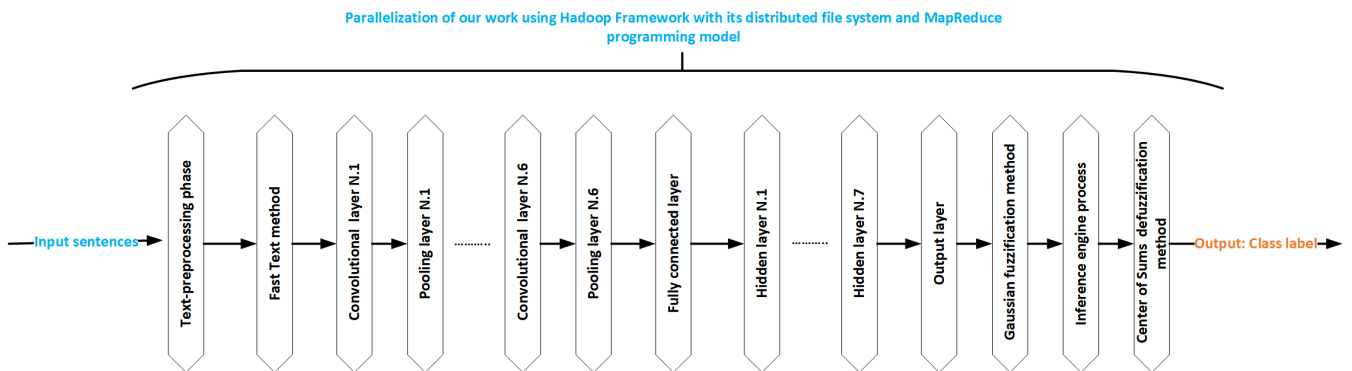 Parallelization of our work using Hadoop Framework with its distributed file system and MapReduce
programming model
Input sentences
Text-preprocessing phase
Fast Text method
Convolutional layer N.1
Pooling layer N.1
...........
Convolutional layer N.6
Pooling layer N.6
Fully connected layer
Hidden layer N.1
...........
Hidden layer N.7
Output layer
Gaussian fuzzification method
Inference engine process
Center of Sums defuzzification
method
Output: Class label